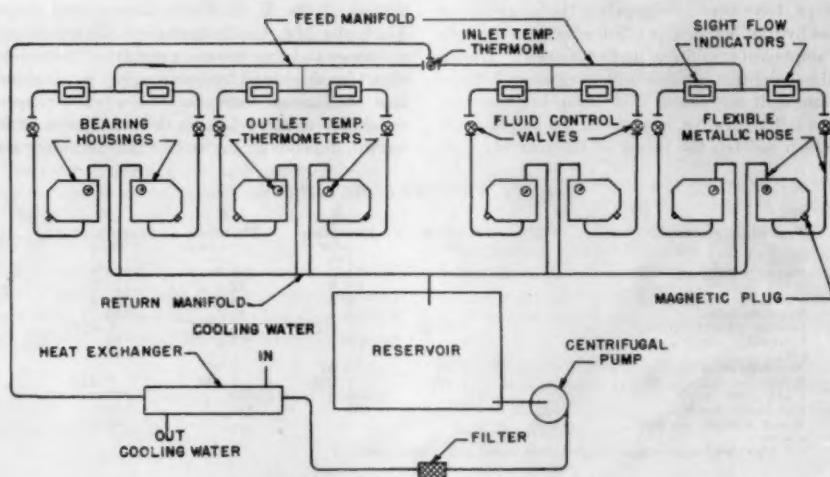 FEED MANIFOLD
INLET TEMP.
THERMOM.
SIGHT FLOW
INDICATORS
BEARING
HOUSINGS
OUTLET TEMP.
THERMOMETERS
FLUID CONTROL
VALVES
FLEXIBLE
METALLIC HOSE
RETURN MANIFOLD
MAGNETIC PLUG
COOLING WATER
IN
HEAT EXCHANGER
RESERVOIR
CENTRIFUGAL
PUMP
OUT
COOLING WATER
FILTER